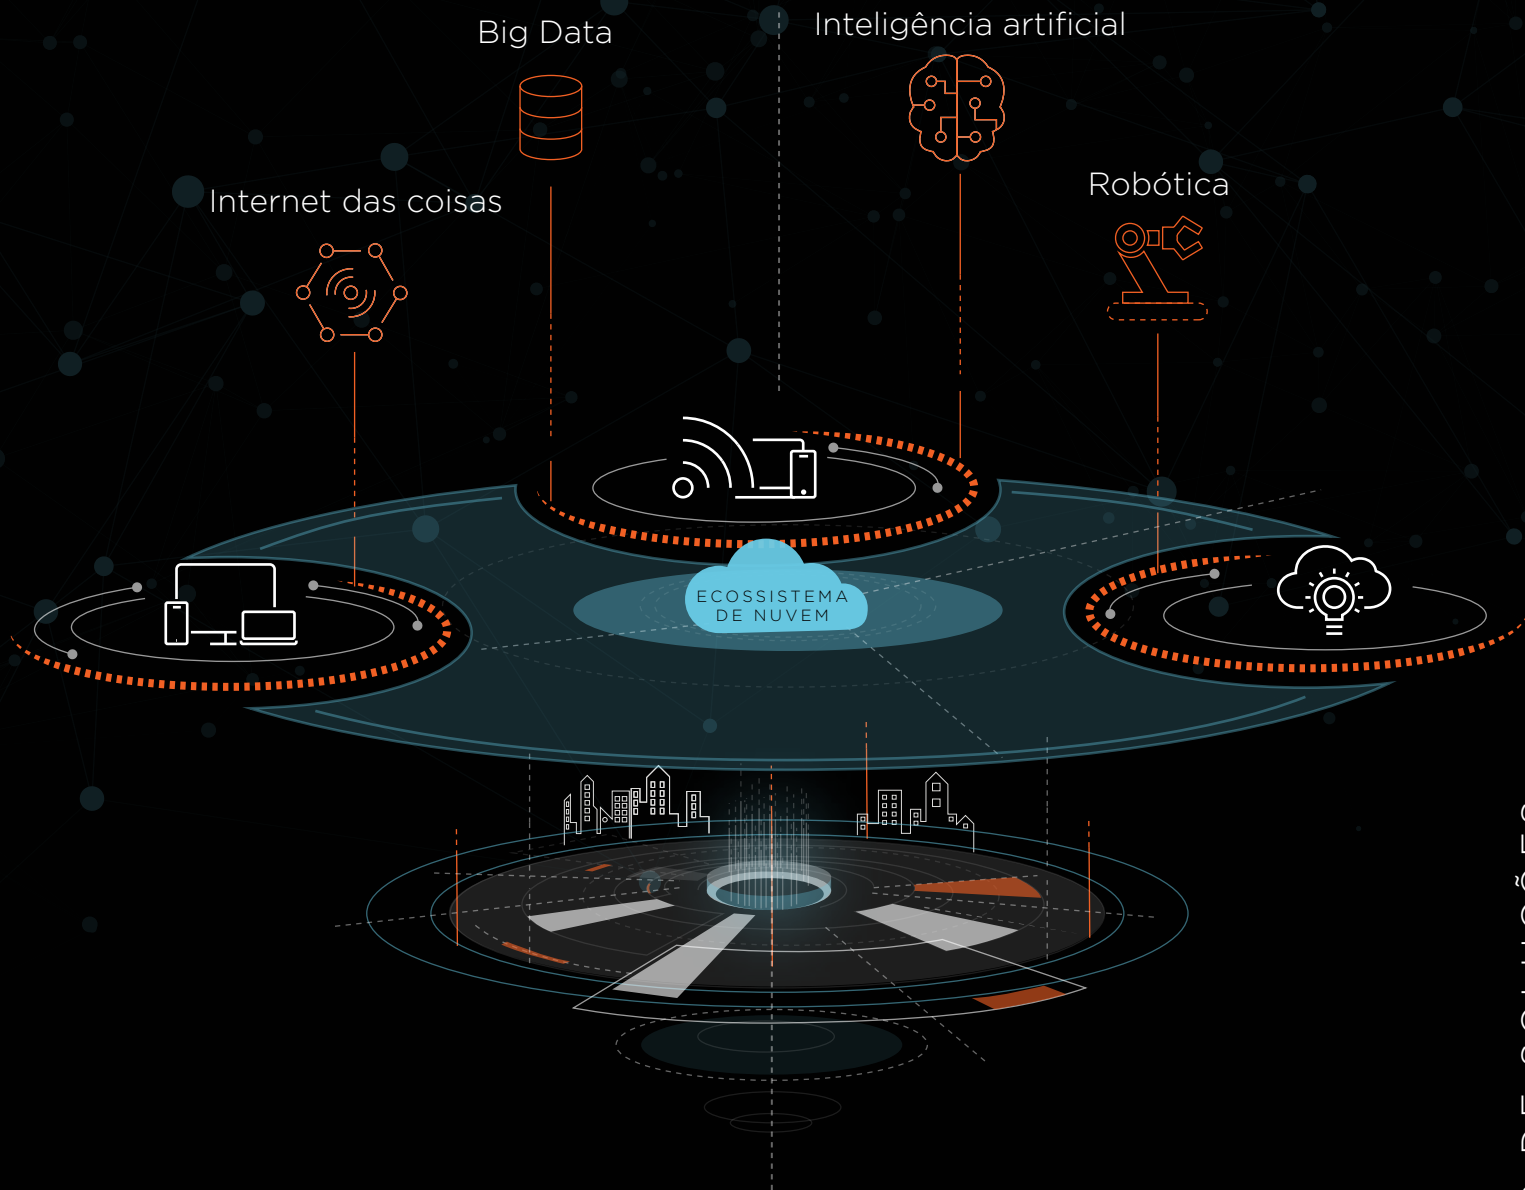 Big Data
Inteligência artificial
Internet das coisas
Robótica
ECOSSISTEMA
DE NUVEM